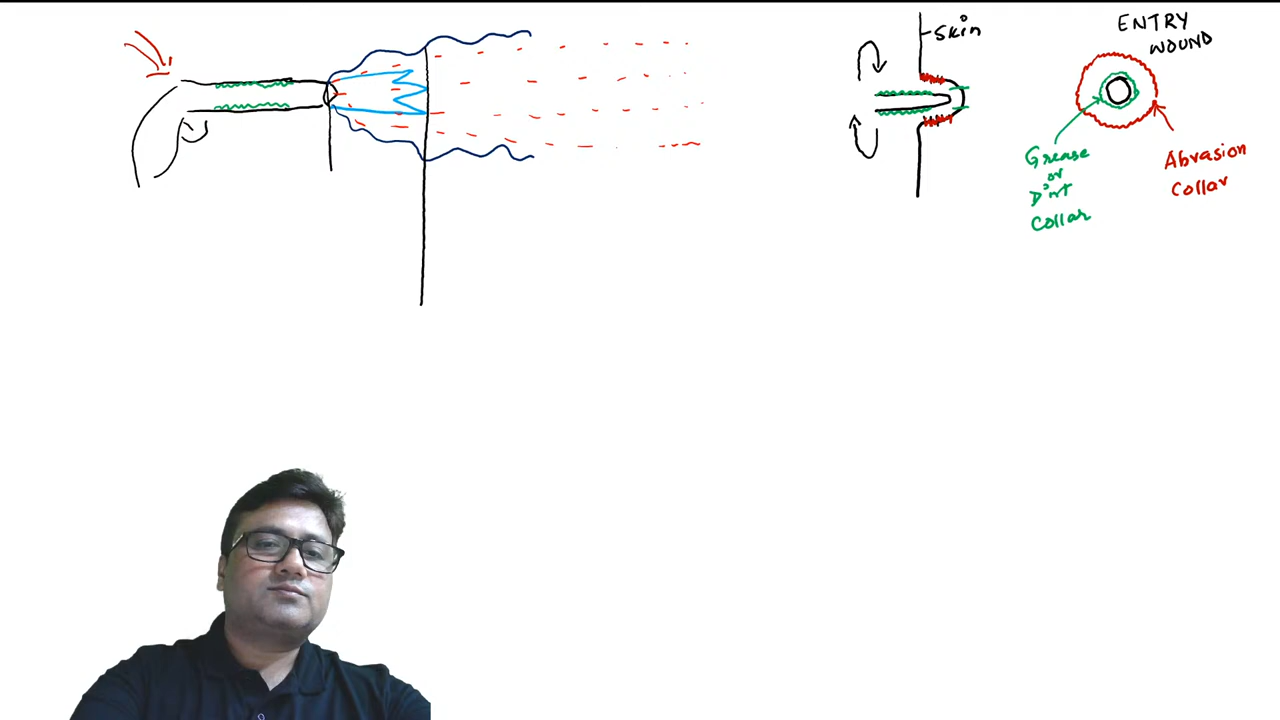 Skin
ENTRY
WOUND
Grease
or
Dirt
Collar
Abrasion
Collar